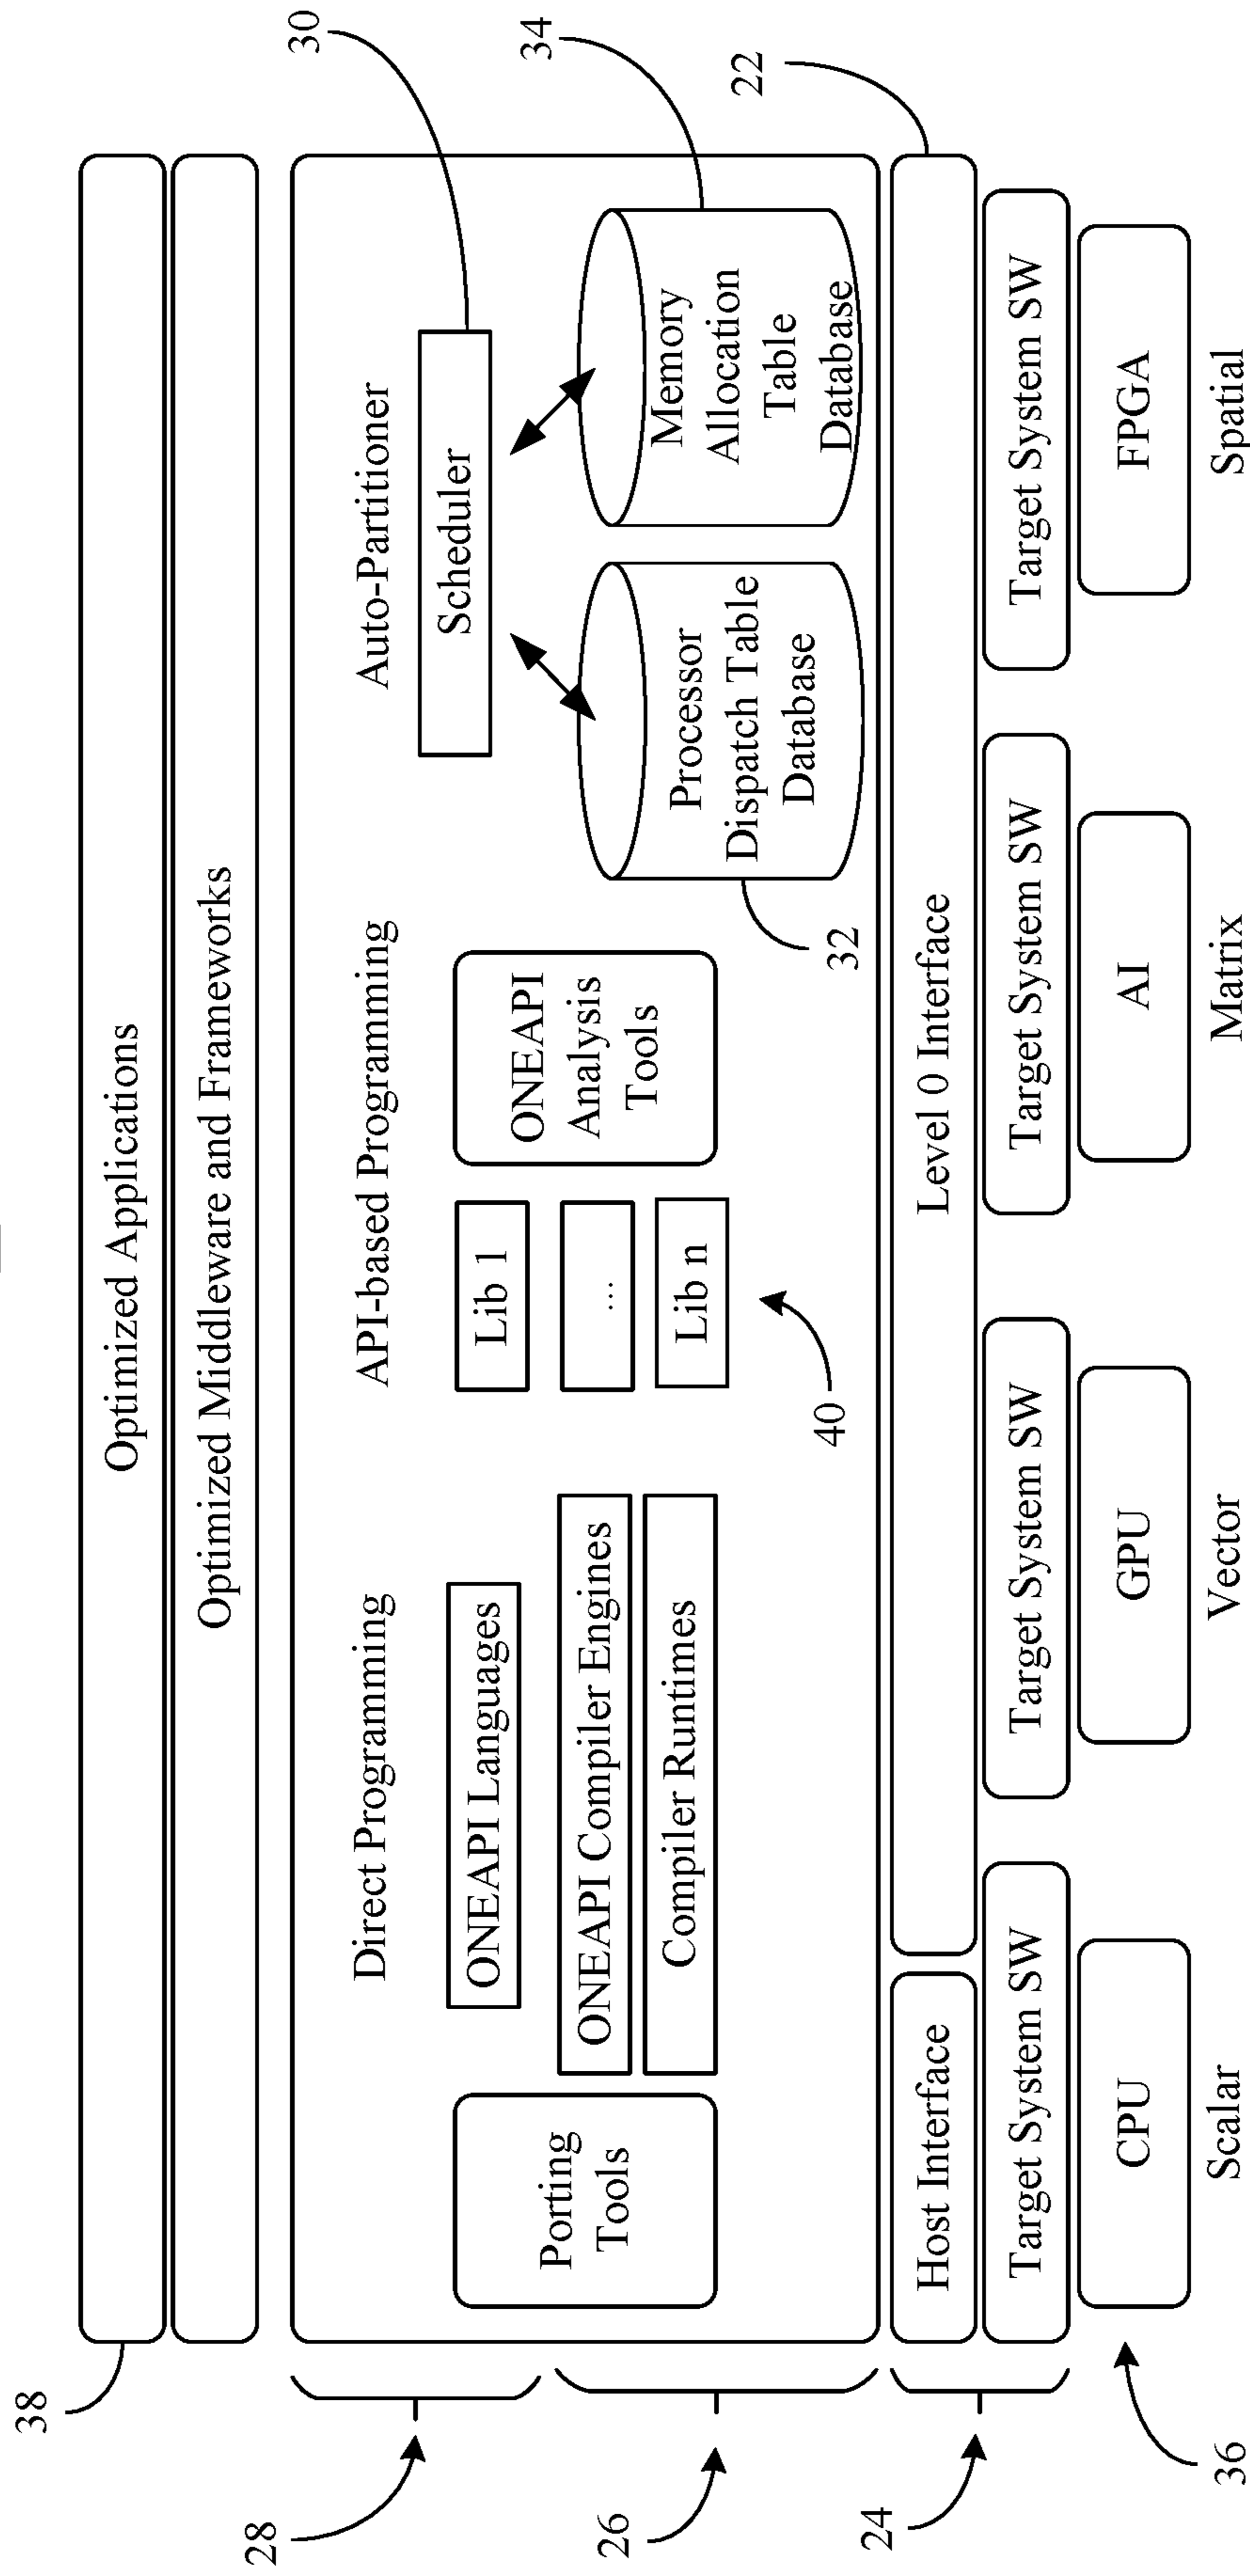 38
Optimized Applications
Optimized Middleware and Frameworks
30
28
Direct Programming
API-based Programming
Auto-Partitioner
Porting
Tools
ONEAPI Languages
ONEAPI Compiler Engines
Compiler Runtimes
Lib 1
...
Lib n
40
ONEAPI
Analysis
Tools
Scheduler
34
Processor
Dispatch Table
Database
32
Memory
Allocation
Table
Database
26
22
Host Interface
Level 0 Interface
24
Target System SW
Target System SW
Target System SW
Target System SW
CPU
GPU
AI
FPGA
36
Scalar
Vector
Matrix
Spatial